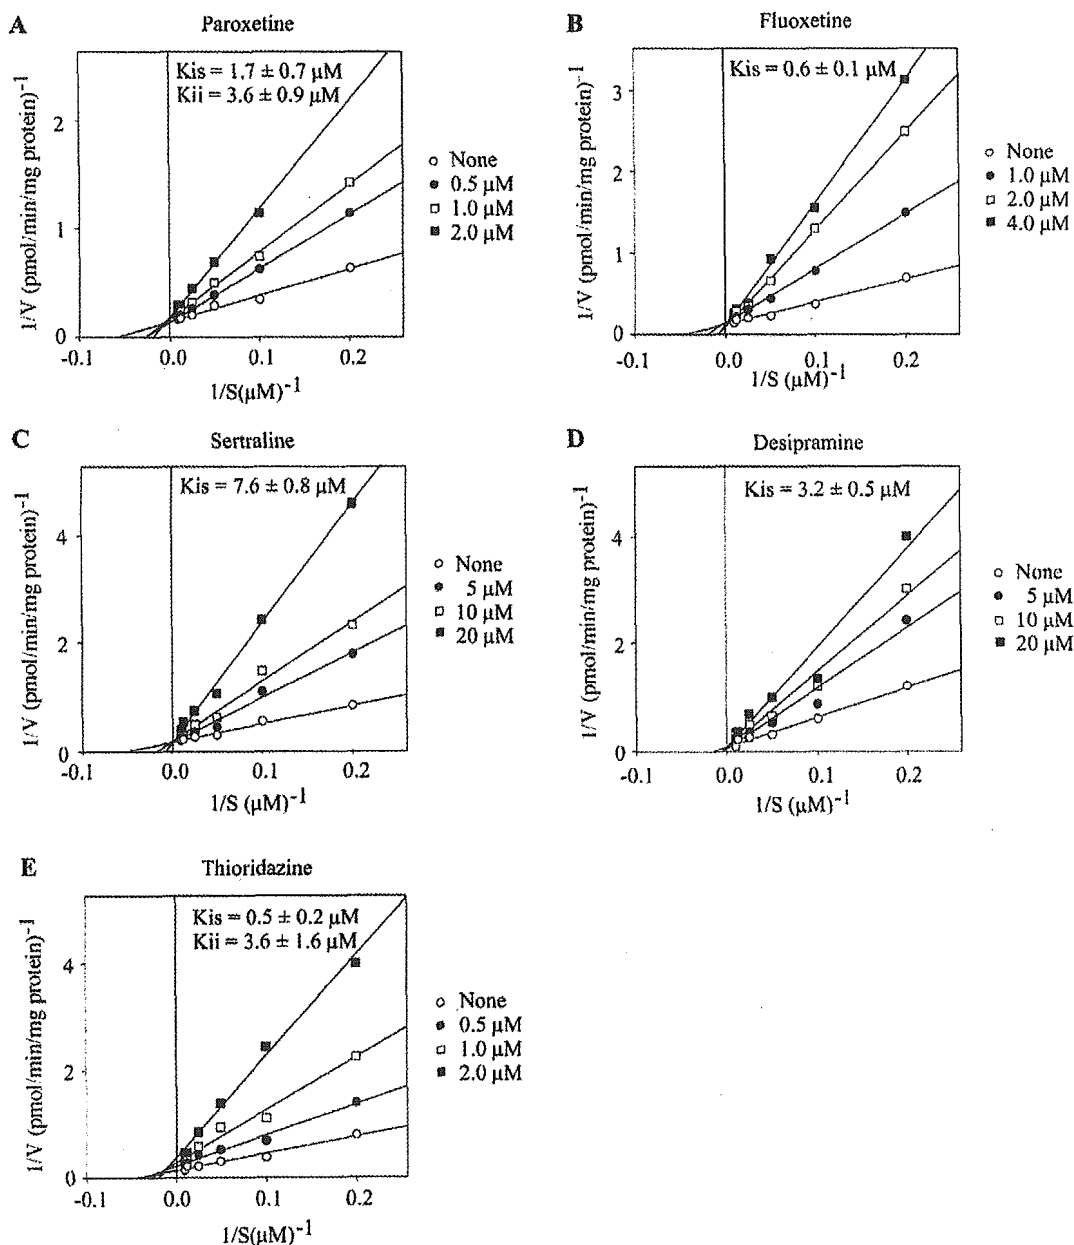 A
Paroxetine
Kis = 1.7 ± 0.7 µM
Kii = 3.6 ± 0.9 µM
1/V (pmol/min/mg protein)-1
2
1
0
-0.1
0.0
0.1
0.2
1/S(µM)-1
None
0.5 µM
1.0 µM
2.0 µM
B
Fluoxetine
Kis = 0.6 ± 0.1 µM
1/V (pmol/min/mg protein)-1
3
2
1
0
-0.1
0.0
0.1
0.2
1/S (µM)-1
None
1.0 µM
2.0 µM
4.0 µM
C
Sertraline
Kis = 7.6 ± 0.8 µM
1/V (pmol/min/mg protein)-1
4
2
0
-0.1
0.0
0.1
0.2
1/S (µM)-1
None
5 µM
10 µM
20 µM
D
Desipramine
Kis = 3.2 ± 0.5 µM
1/V (pmol/min/mg protein)-1
4
2
0
-0.1
0.0
0.1
0.2
1/S (µM)-1
None
5 µM
10 µM
20 µM
E
Thioridazine
Kis = 0.5 ± 0.2 µM
Kii = 3.6 ± 1.6 µM
1/V (pmol/min/mg protein)-1
4
2
0
-0.1
0.0
0.1
0.2
1/S(µM)-1
None
0.5 µM
1.0 µM
2.0 µM